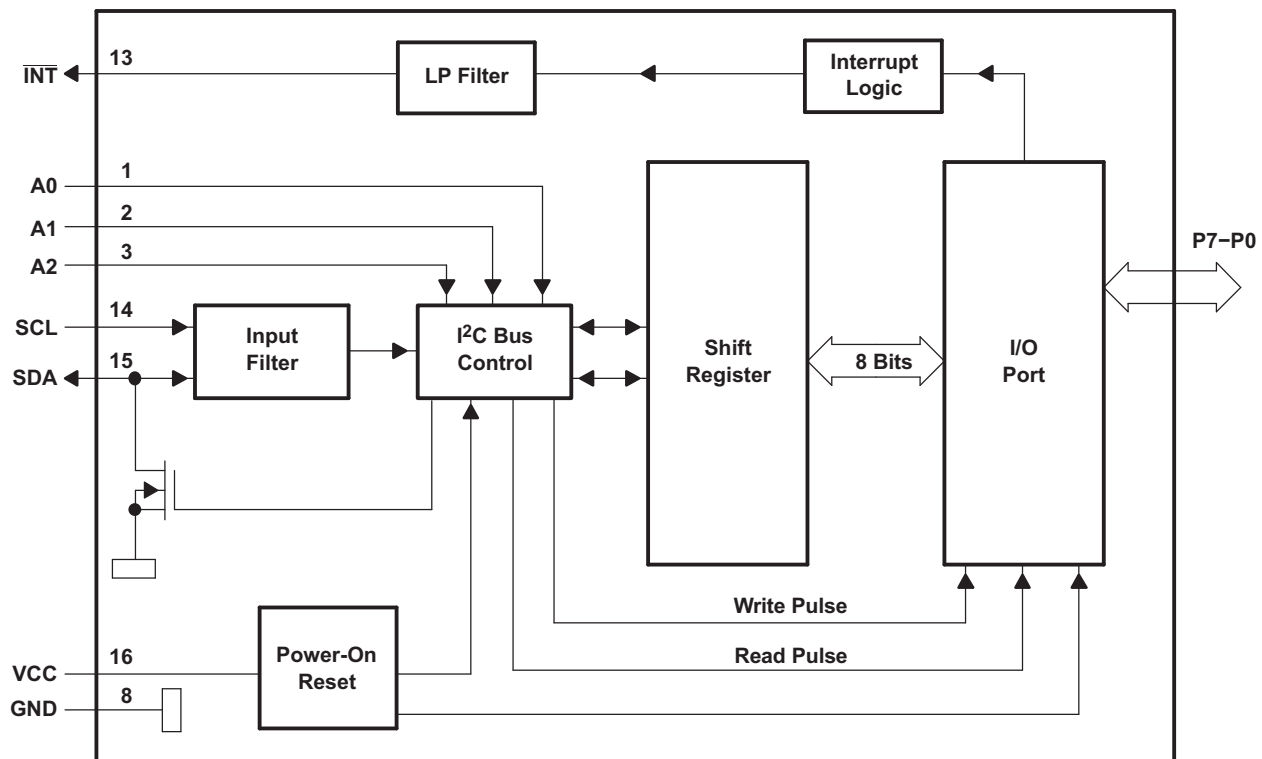 INT
13
LP Filter
Interrupt
Logic
A0
1
A1
2
A2
3
P7−P0
SCL
14
SDA
15
Input
Filter
I²C Bus
Control
Shift
Register
8 Bits
I/O
Port
Write Pulse
Read Pulse
VCC
16
GND
8
Power-On
Reset